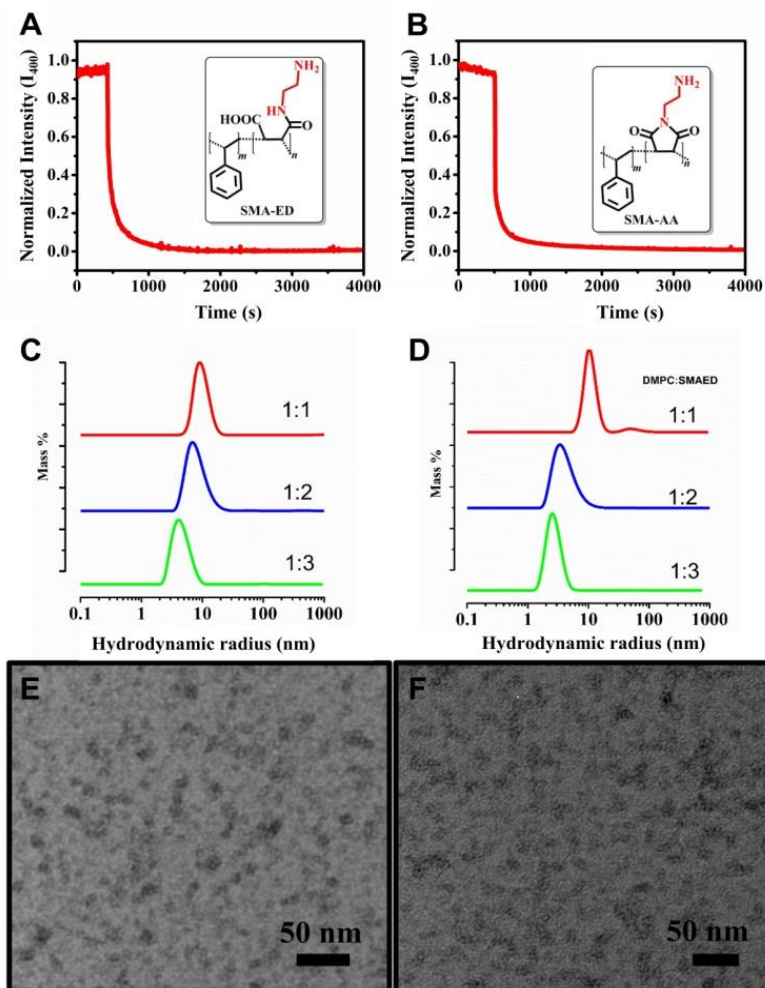 A
Normalized Intensity (I400)
1.0
0.8
0.6
0.4
0.2
0.0
NH2
HN
HOOC
O
m
n
SMA-ED
0 1000 2000 3000 4000
Time (s)
B
Normalized Intensity (I400)
1.0
0.8
0.6
0.4
0.2
0.0
NH2
N
O O
m
n
SMA-AA
0 1000 2000 3000 4000
Time (s)
C
Mass %
1:1
1:2
1:3
0.1 1 10 100 1000
Hydrodynamic radius (nm)
D
Mass %
DMPC:SMAED
1:1
1:2
1:3
0.1 1 10 100 1000
Hydrodynamic radius (nm)
E
50 nm
F
50 nm